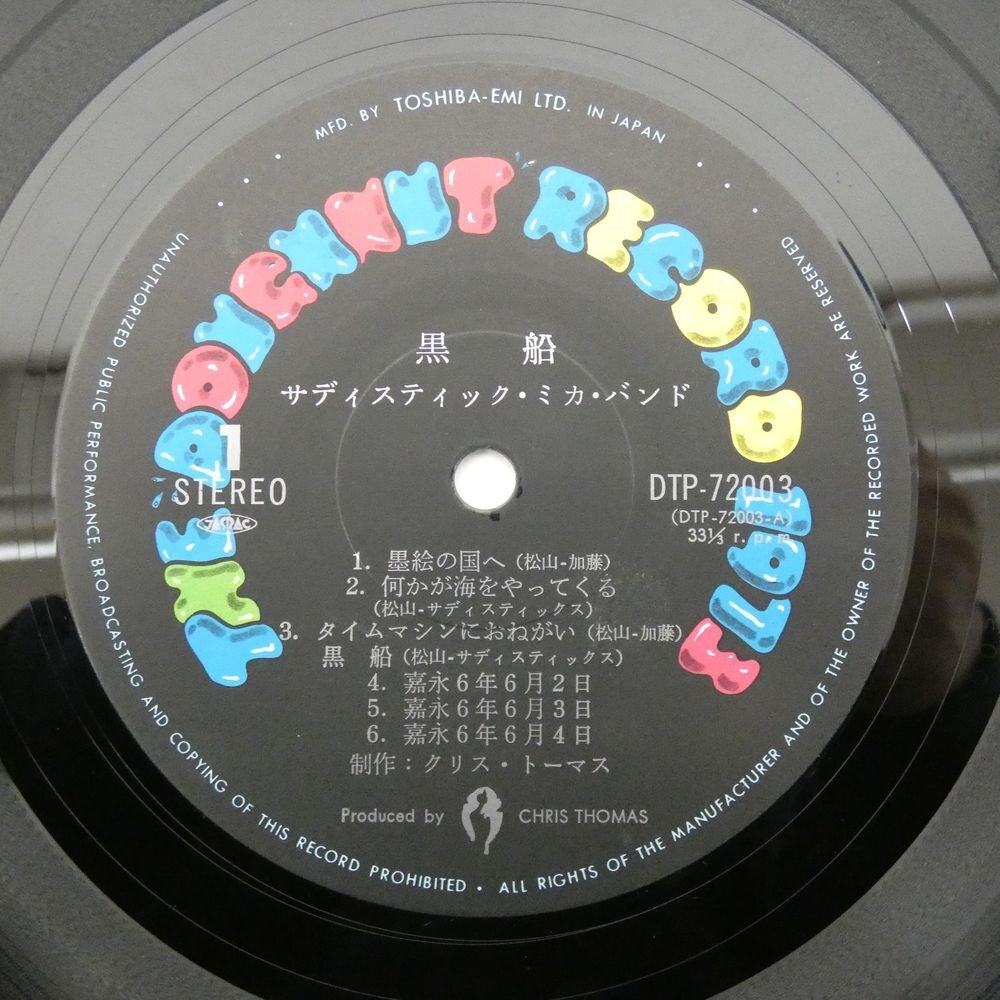 MFD. BY TOSHIBA-EMI LTD. IN JAPAN
黒船
サディスティック・ミカ・バンド
1
STEREO
DTP-72003
(DTP-72003-A)
33⅓ r. p. m.
1. 墨絵の国へ (松山-加藤)
2. 何かが海をやってくる
(松山-サディスティックス)
3. タイムマシンにおねがい (松山-加藤)
黒 船 (松山-サディスティックス)
4. 嘉永6年6月2日
5. 嘉永6年6月3日
6. 嘉永6年6月4日
制作:クリス・トーマス
Produced by CHRIS THOMAS
UNAUTHORIZED PUBLIC PERFORMANCE, BROADCASTING AND COPYING OF THIS RECORD PROHIBITED • ALL RIGHTS OF THE MANUFACTURER AND OF THE OWNER OF THE RECORDED WORK ARE RESERVED